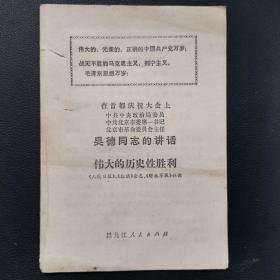 伟大的、光荣的、正确的中国共产党万岁！
战无不胜的马克思主义、列宁主义、
毛泽东思想万岁！
在首都庆祝大会上
中共中央政治局委员
中共北京市委第一书记
北京市革命委员会主任
吴德同志的讲话
伟大的历史性胜利
《人民日报》、《红旗》杂志、《解放军报》社论
黑龙江人民出版社